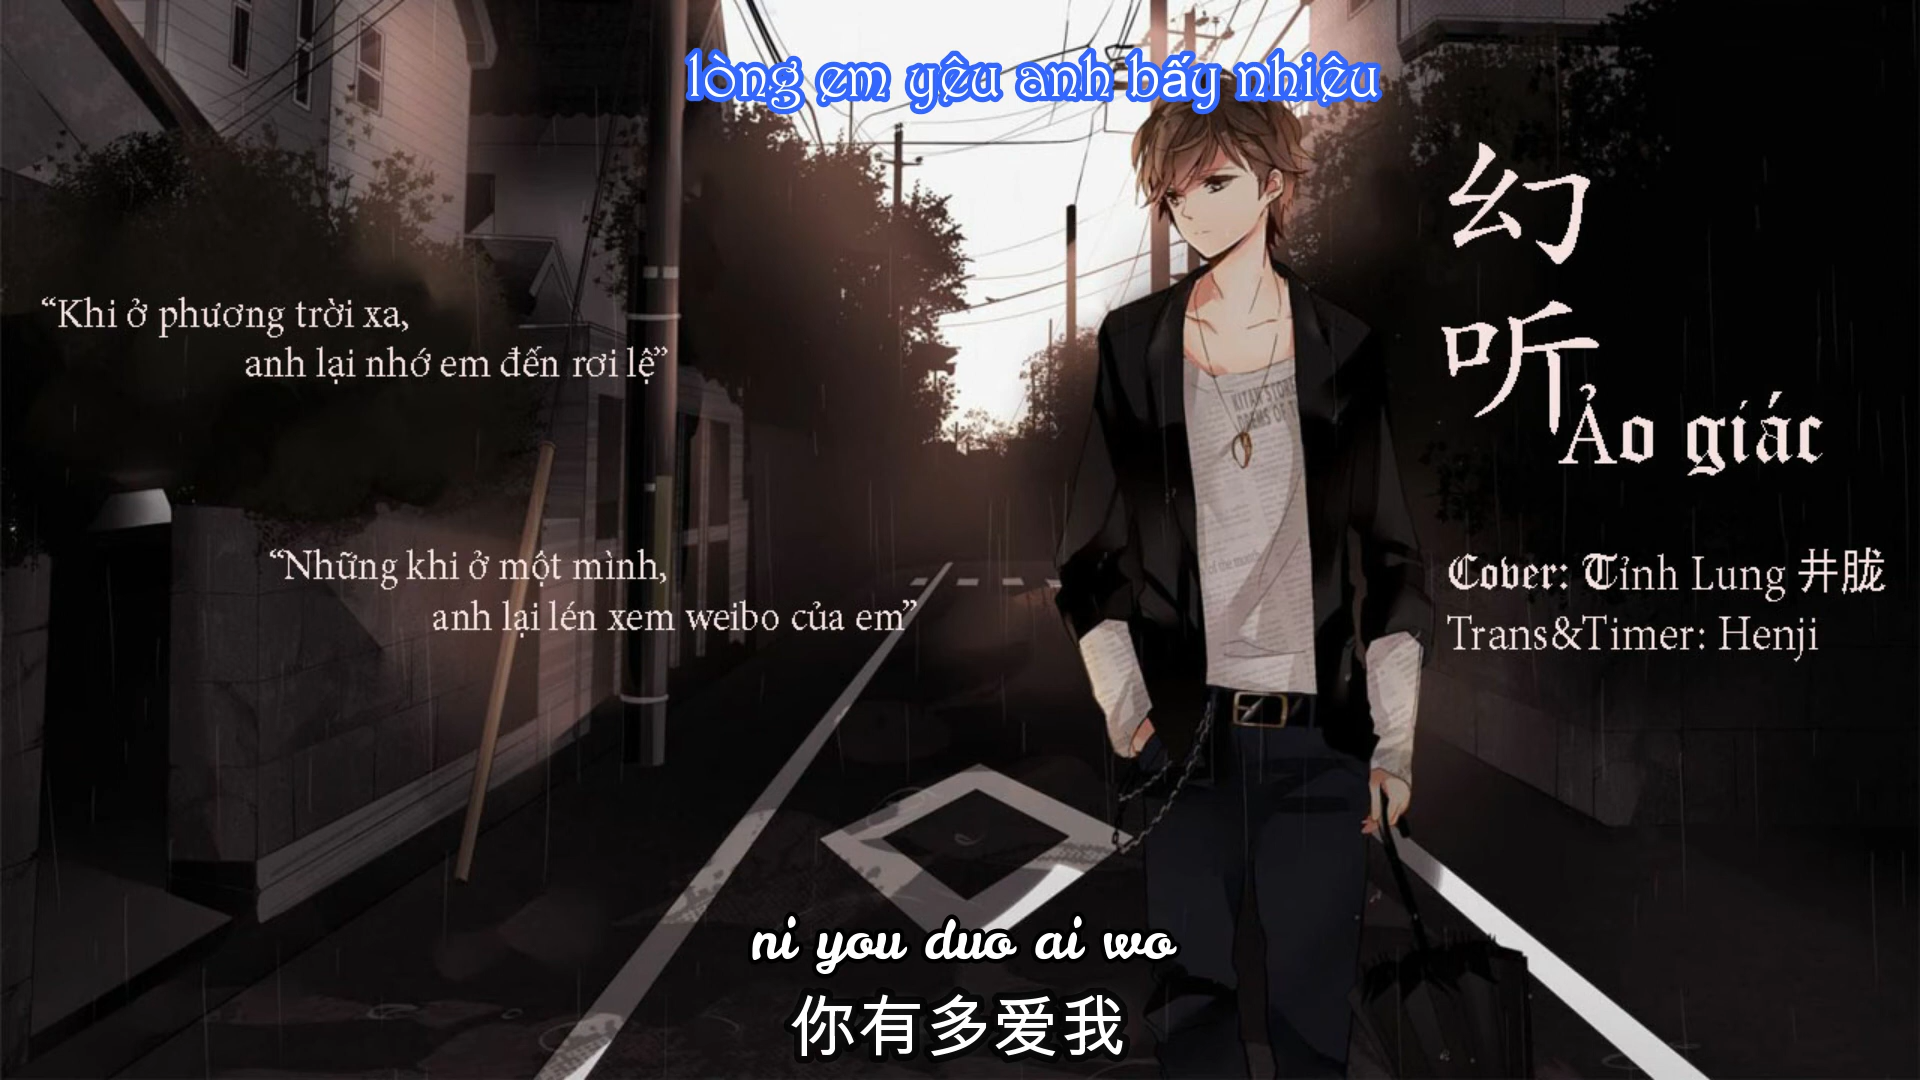 lòng em yêu anh bấy nhiêu
幻
听
Ảo giác
“Khi ở phương trời xa,
anh lại nhớ em đến rơi lệ”
“Những khi ở một mình,
anh lại lén xem weibo của em”
Cover: Tỉnh Lung 井胧
Trans&Timer: Henji
ni you duo ai wo
你有多爱我